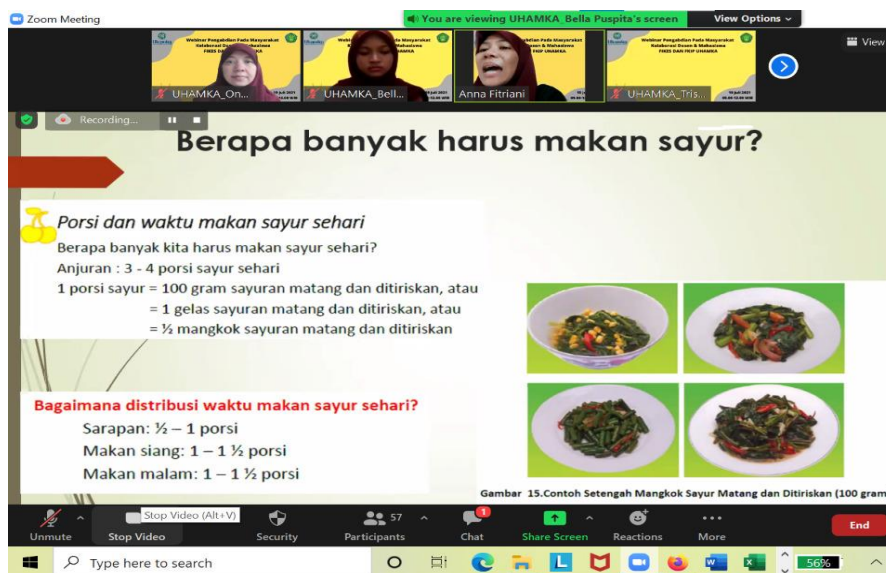 Zoom Meeting
You are viewing UHAMKA_Bella Puspita's screen
View Options
View
Webinar Pengabdian Pada Masyarakat
UHAMKA_On...
UHAMKA_Bell...
Anna Fitriani
UHAMKA_Tris...
Recording...
Berapa banyak harus makan sayur?
Porsi dan waktu makan sayur sehari
Berapa banyak kita harus makan sayur sehari?
Anjuran : 3 - 4 porsi sayur sehari
1 porsi sayur = 100 gram sayuran matang dan ditiriskan, atau
= 1 gelas sayuran matang dan ditiriskan, atau
= ½ mangkok sayuran matang dan ditiriskan
Bagaimana distribusi waktu makan sayur sehari?
Sarapan: ½ – 1 porsi
Makan siang: 1 – 1 ½ porsi
Makan malam: 1 – 1 ½ porsi
Gambar 15.Contoh Setengah Mangkok Sayur Matang dan Ditiriskan (100 gram
Stop Video (Alt+V)
57
1
Unmute
Stop Video
Security
Participants
Chat
Share Screen
Reactions
More
End
Type here to search
56%